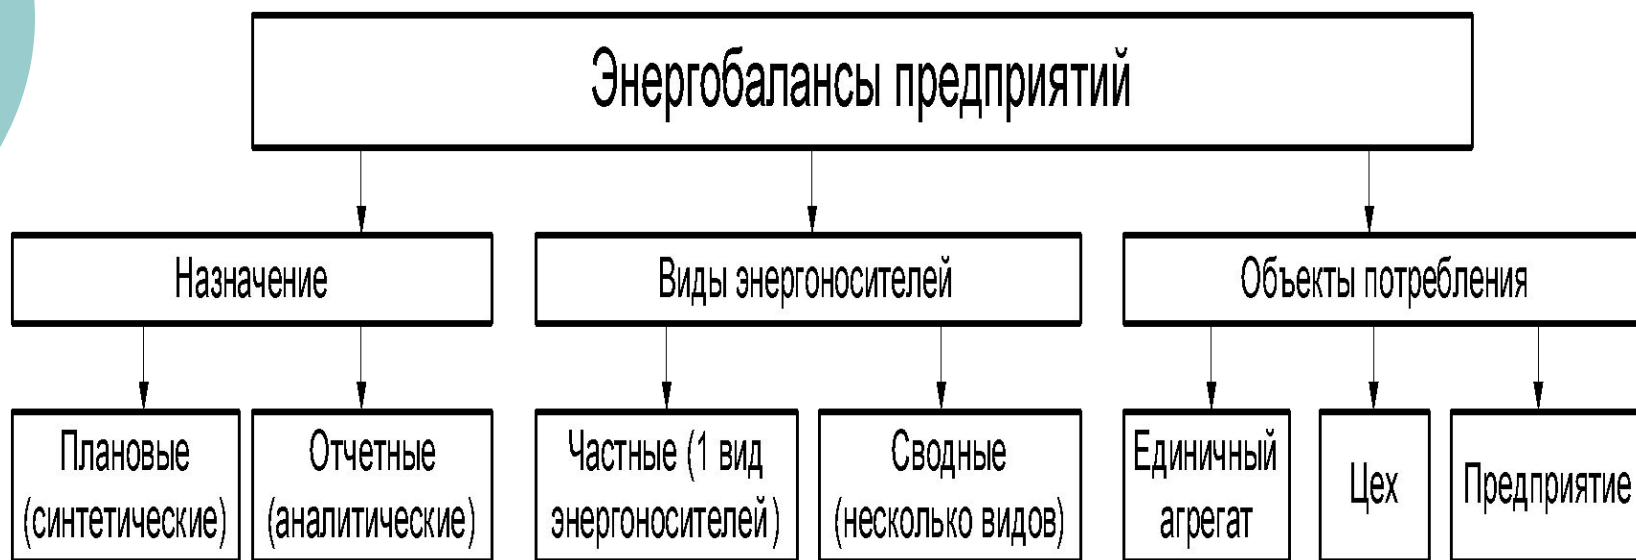 Энергобалансы предприятий
Назначение
Виды энергоносителей
Объекты потребления
Плановые
(синтетические)
Отчетные
(аналитические)
Частные (1 вид
энергоносителей)
Сводные
(несколько видов)
Единичный
агрегат
Цех
Предприятие